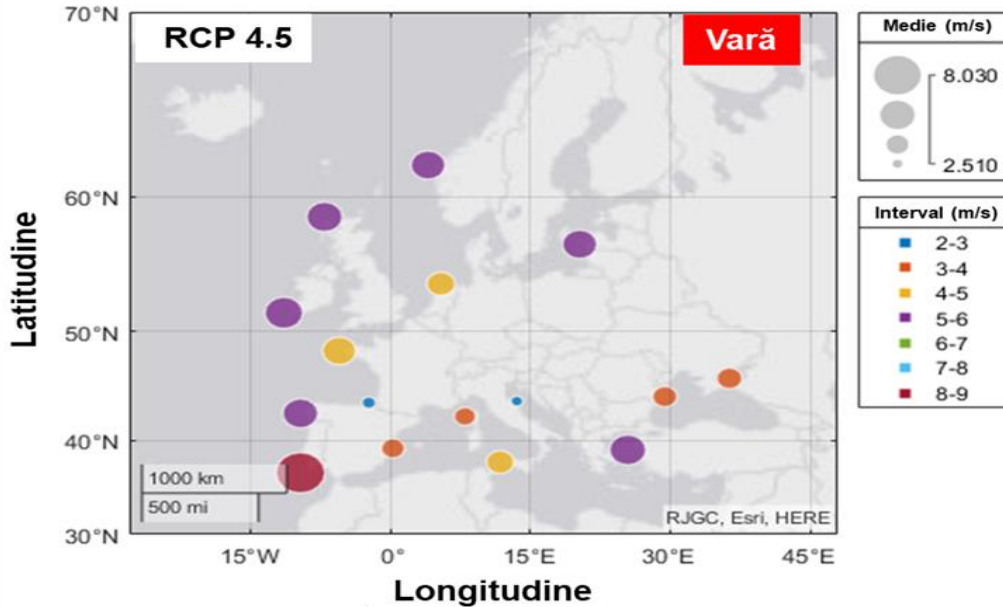 70°N
RCP 4.5
Vară
60°N
50°N
40°N
30°N
Latitudine
1000 km
500 mi
RJGC, Esri, HERE
15°W
0°
15°E
30°E
45°E
Longitudine
Medie (m/s)
8.030
2.510
Interval (m/s)
2-3
3-4
4-5
5-6
6-7
7-8
8-9